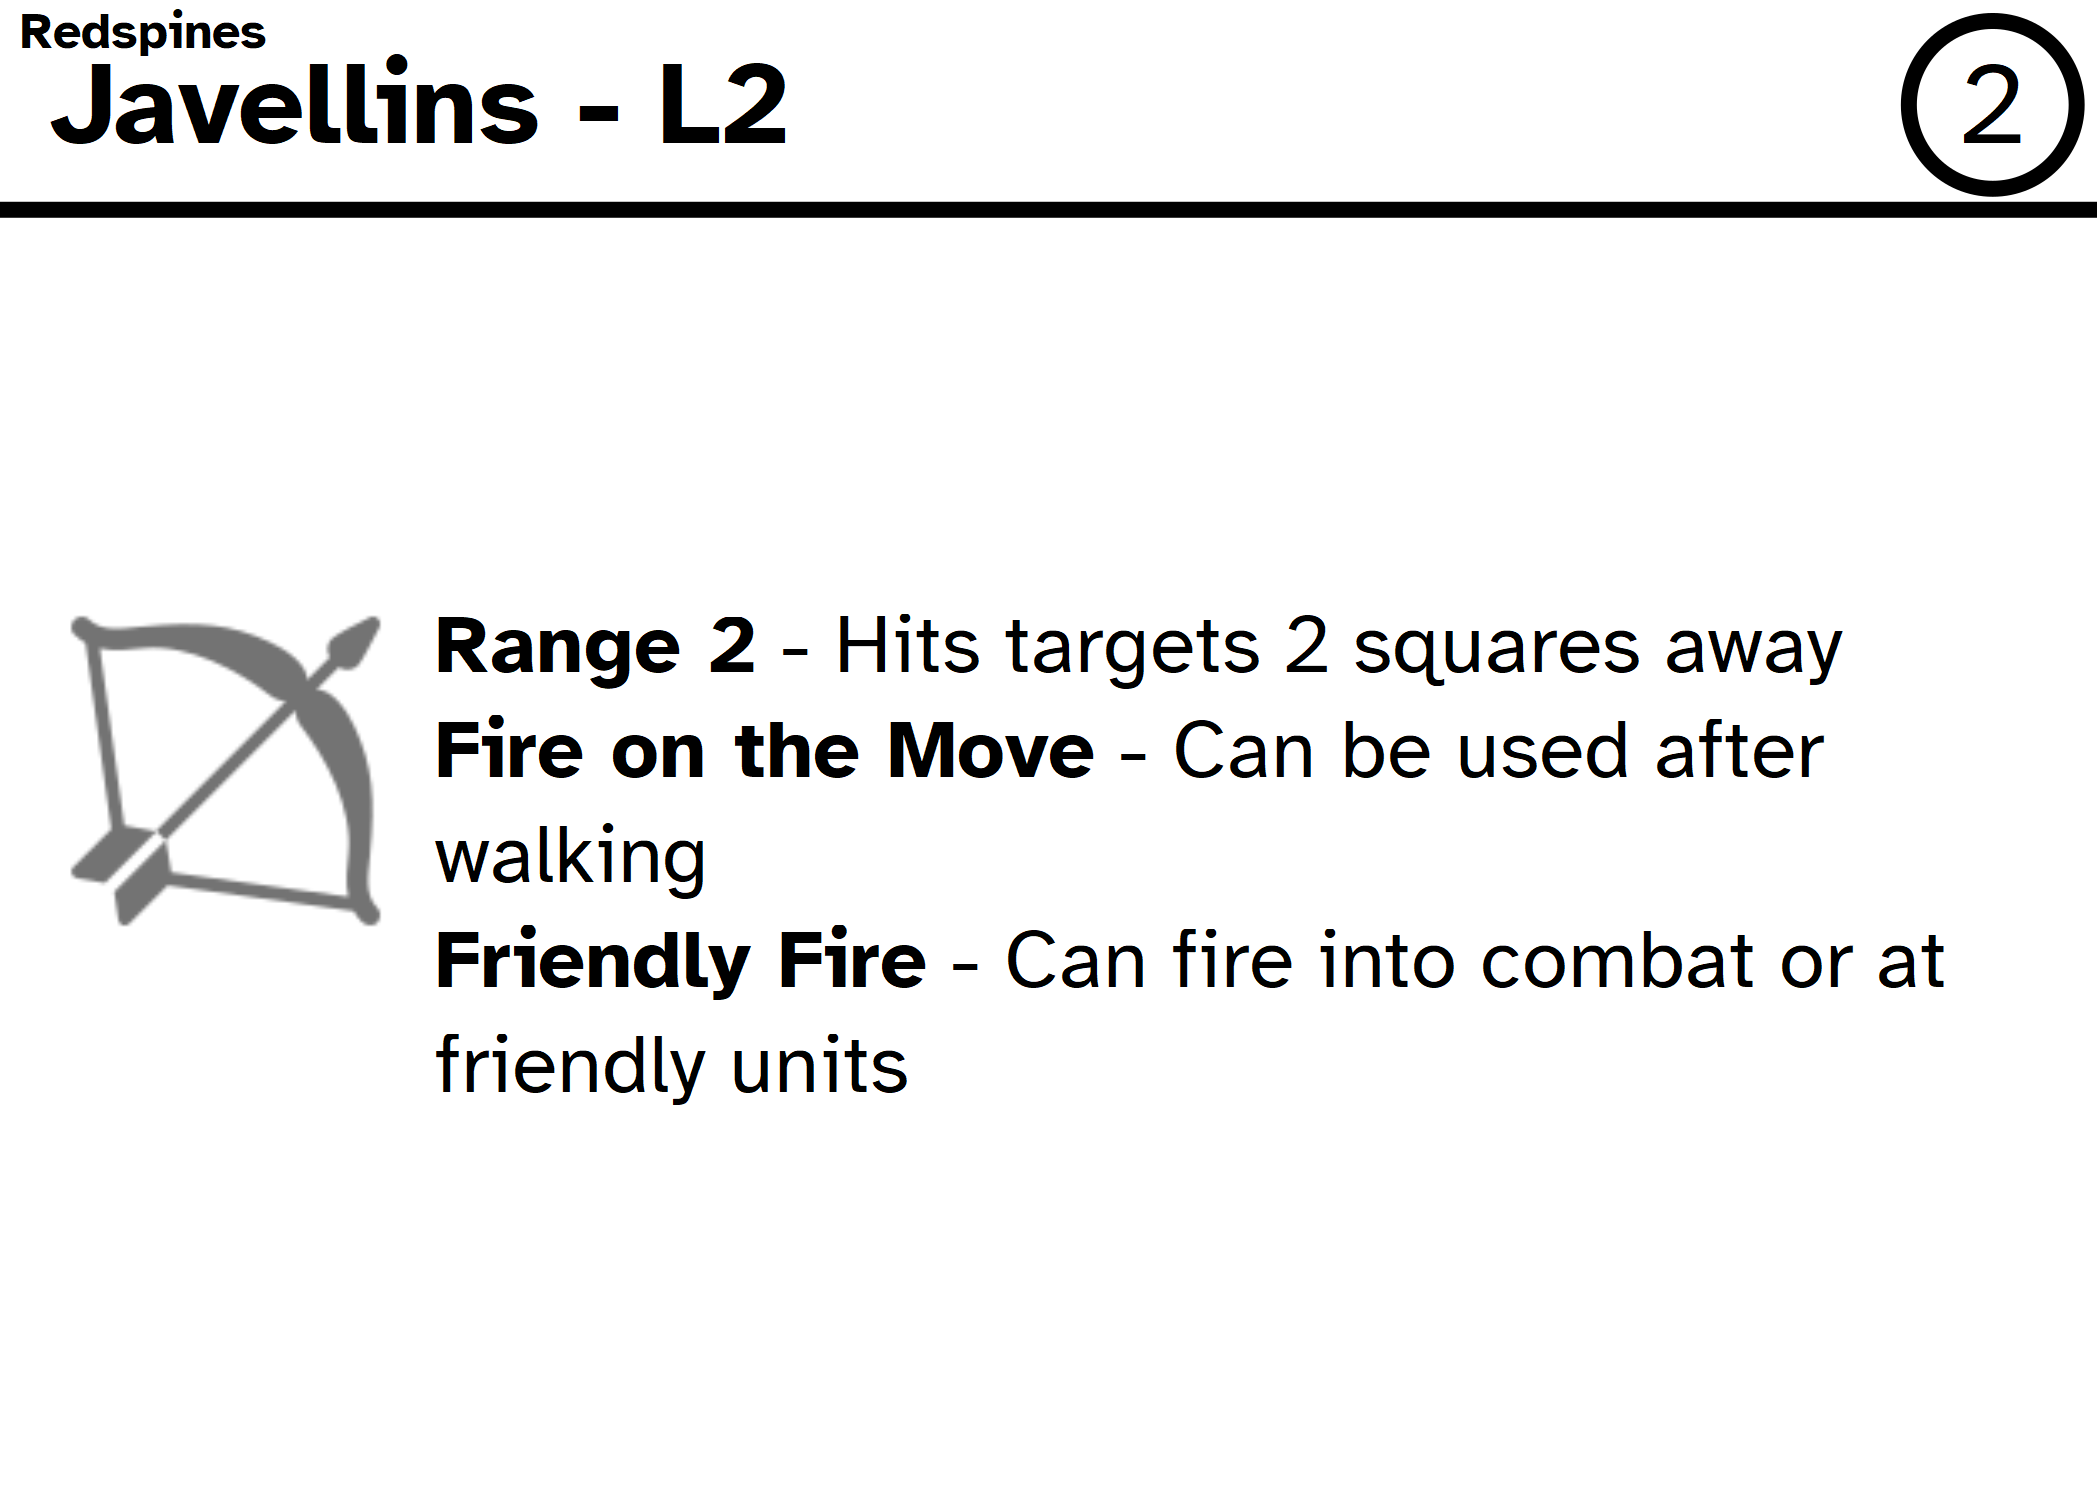 Redspines
Javellins - L2
2
Range 2 - Hits targets 2 squares away
Fire on the Move - Can be used after
walking
Friendly Fire - Can fire into combat or at
friendly units